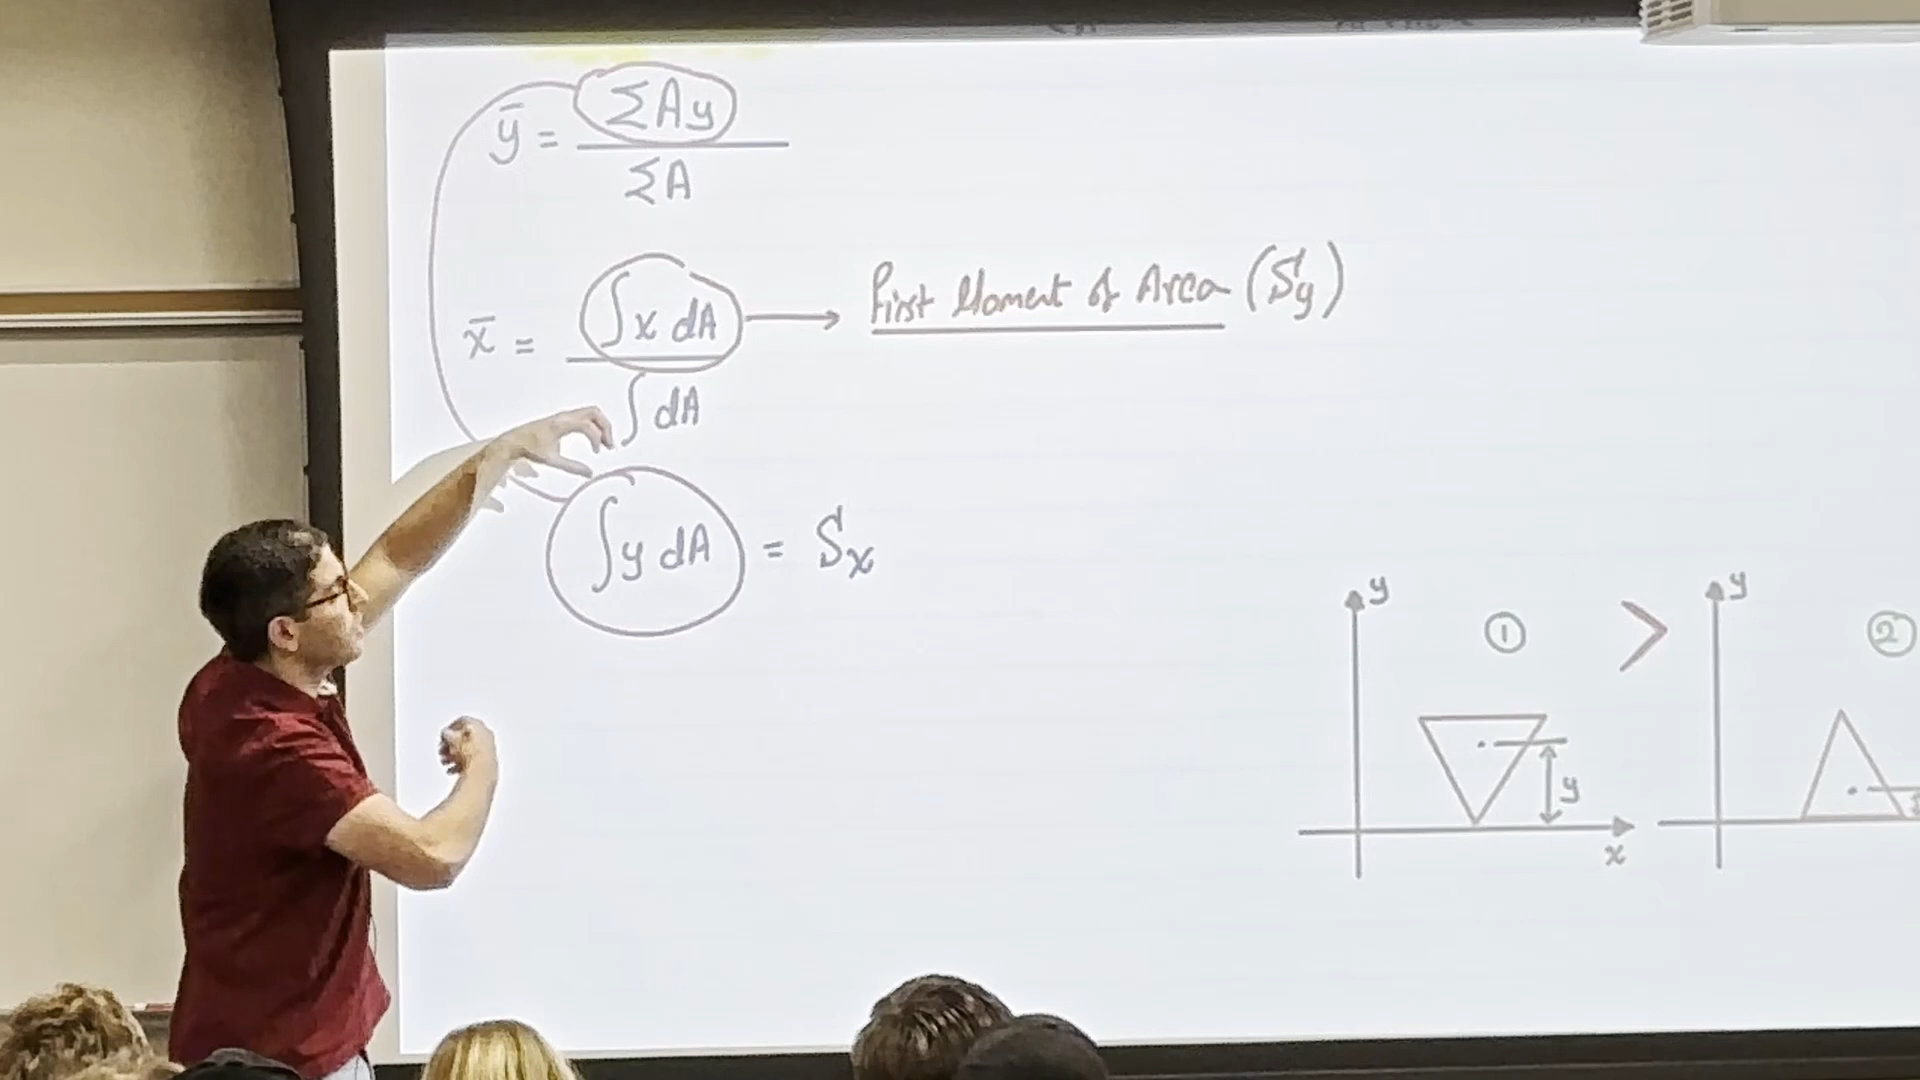 ȳ = ΣAy
ΣA
x̄ = ∫x dA → First Moment of Area (Sy)
∫dA
∫y dA = Sx
y
①
>
y
②
y
x